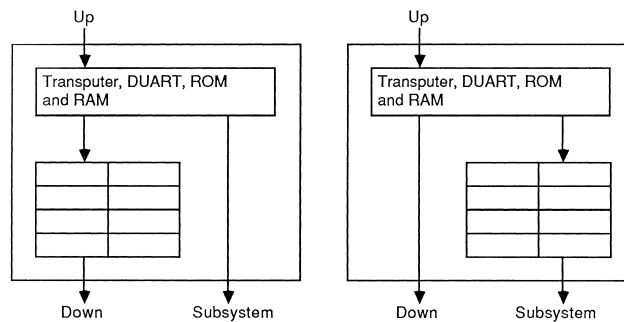 Up
Transputer, DUART, ROM
and RAM
Down
Subsystem
Up
Transputer, DUART, ROM
and RAM
Down
Subsystem